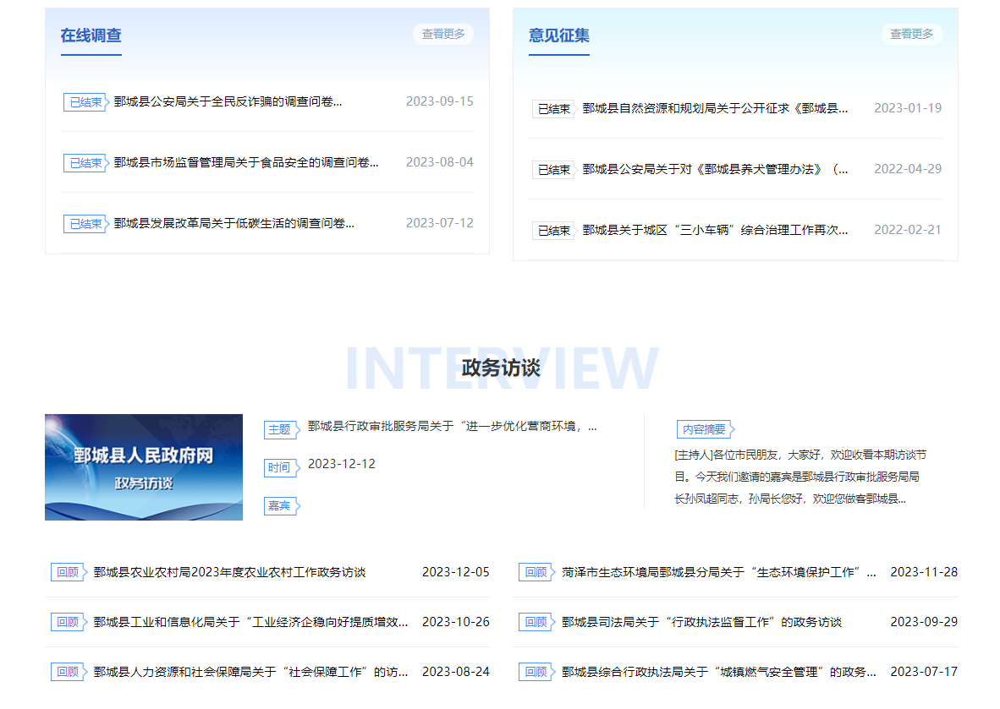 在线调查
查看更多
已结束 鄄城县公安局关于全民反诈骗的调查问卷... 2023-09-15
已结束 鄄城县市场监督管理局关于食品安全的调查问卷... 2023-08-04
已结束 鄄城县发展改革局关于低碳生活的调查问卷... 2023-07-12
意见征集
查看更多
已结束 鄄城县自然资源和规划局关于公开征求《鄄城县... 2023-01-19
已结束 鄄城县公安局关于对《鄄城县养犬管理办法》（... 2022-04-29
已结束 鄄城县关于城区“三小车辆”综合治理工作再次... 2022-02-21
INTERVIEW
政务访谈
鄄城县人民政府网
政务访谈
主题 鄄城县行政审批服务局关于“进一步优化营商环境，...
时间 2023-12-12
嘉宾
内容摘要
[主持人]各位市民朋友，大家好，欢迎收看本期访谈节
目。今天我们邀请的嘉宾是鄄城县行政审批服务局局
长孙凤超同志，孙局长您好，欢迎您做客鄄城县...
回顾 鄄城县农业农村局2023年度农业农村工作政务访谈 2023-12-05
回顾 菏泽市生态环境局鄄城县分局关于“生态环境保护工作”... 2023-11-28
回顾 鄄城县工业和信息化局关于“工业经济企稳向好提质增效... 2023-10-26
回顾 鄄城县司法局关于“行政执法监督工作”的政务访谈 2023-09-29
回顾 鄄城县人力资源和社会保障局关于“社会保障工作”的访... 2023-08-24
回顾 鄄城县综合行政执法局关于“城镇燃气安全管理”的政务... 2023-07-17